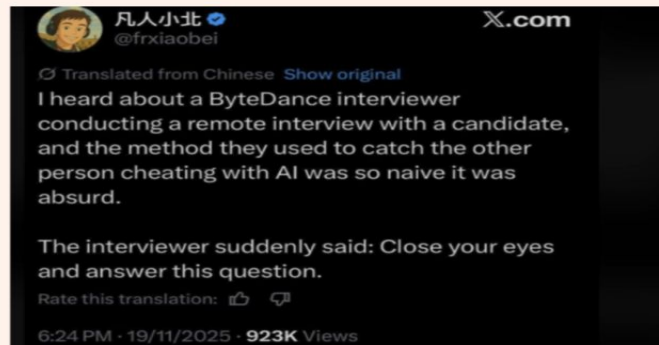 凡人小北
X.com
@frxiaobei
Translated from Chinese Show original
I heard about a ByteDance interviewer
conducting a remote interview with a candidate,
and the method they used to catch the other
person cheating with AI was so naive it was
absurd.
The interviewer suddenly said: Close your eyes
and answer this question.
Rate this translation:
6:24 PM · 19/11/2025 · 923K Views